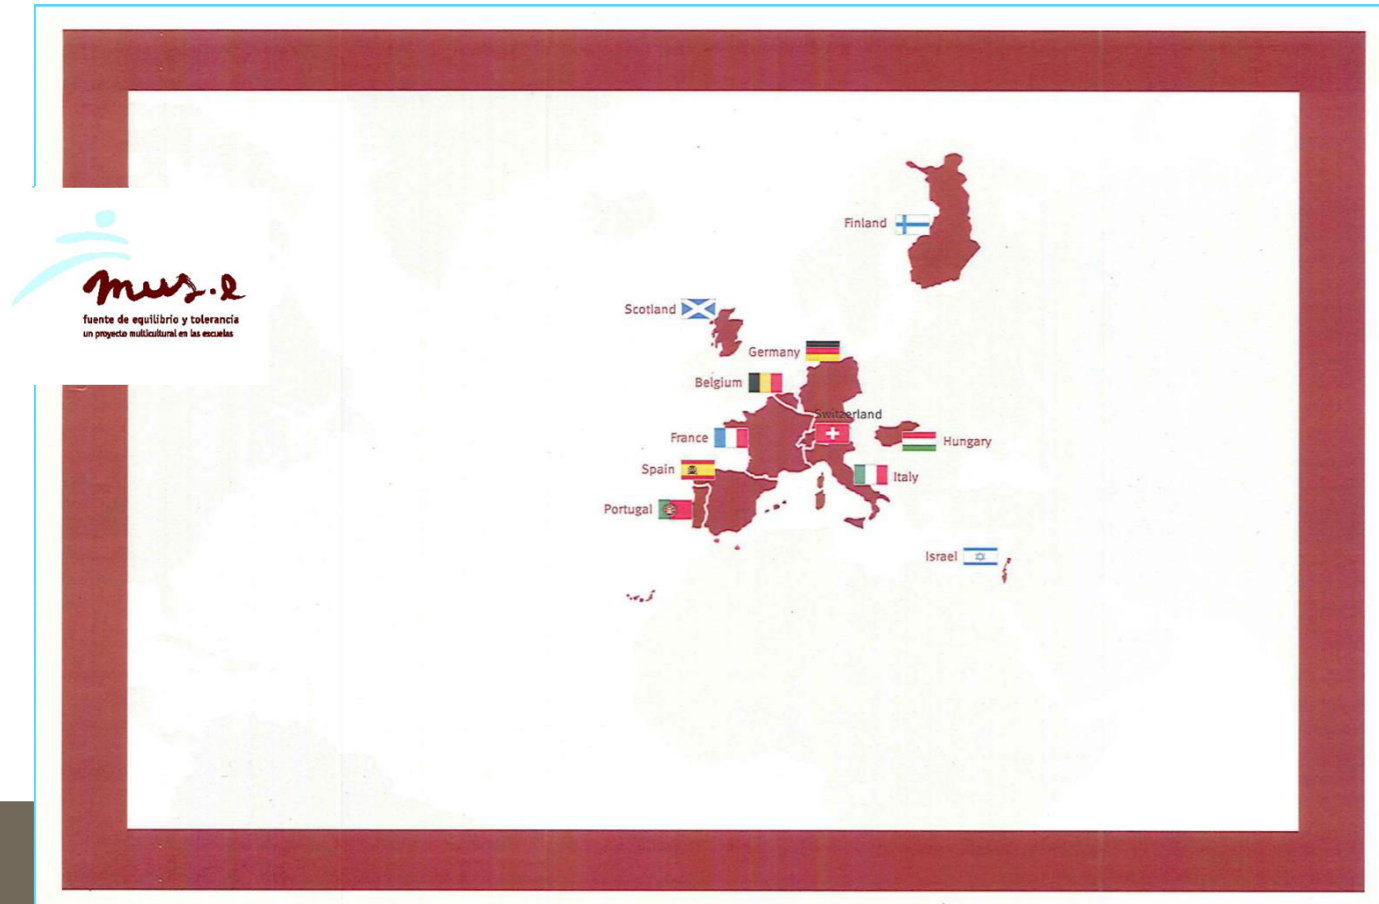 mus-e
fuente de equilibrio y tolerancia
un proyecto multicultural en las escuelas
Finland
Scotland
Germany
Belgium
Switzerland
France
Hungary
Spain
Italy
Portugal
Israel